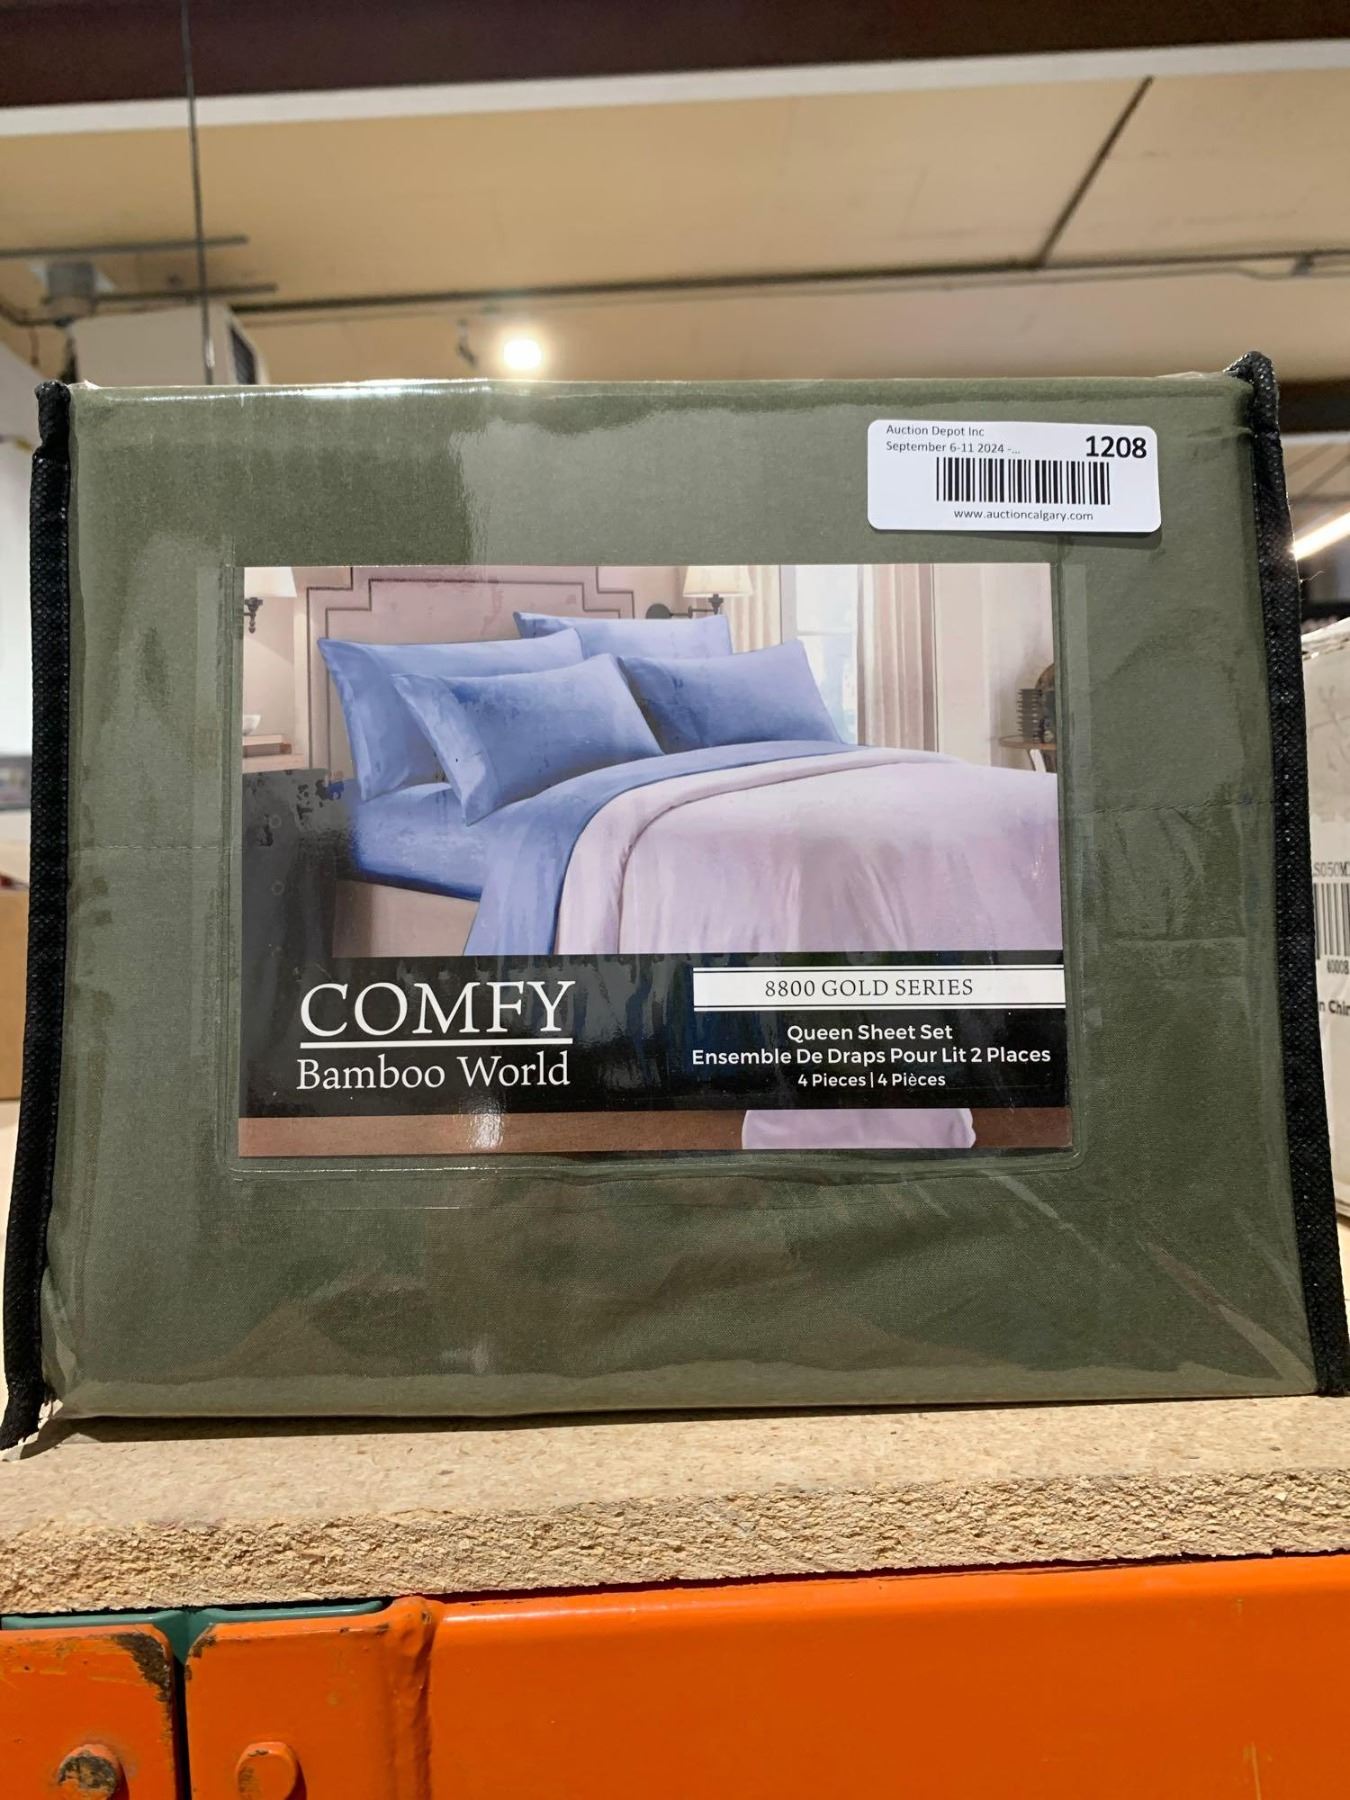 Auction Depot Inc
September 6-11 2024 -...
1208
www.auctioncalgary.com
COMFY
Bamboo World
8800 GOLD SERIES
Queen Sheet Set
Ensemble De Draps Pour Lit 2 Places
4 Pieces | 4 Pièces